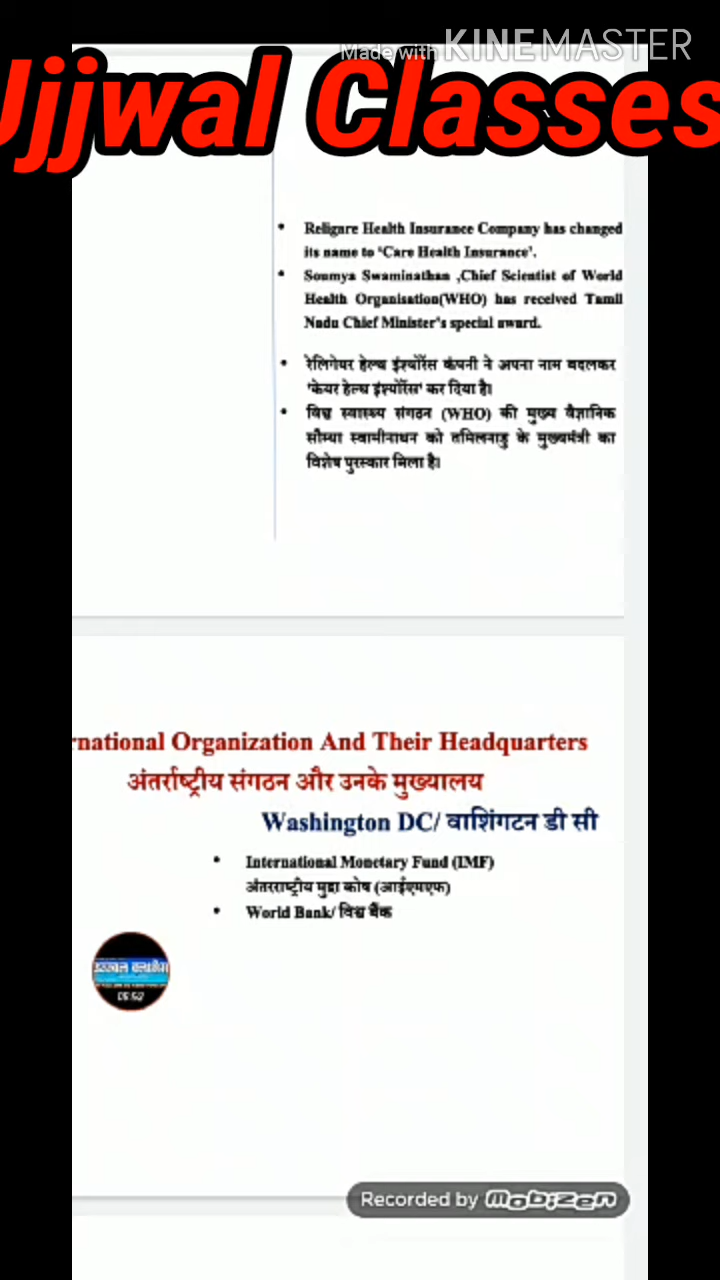 Made with KINEMASTER
Ujjwal Classes
• Religare Health Insurance Company has changed
its name to 'Care Health Insurance'.
• Soumya Swaminathan ,Chief Scientist of World
Health Organisation(WHO) has received Tamil
Nadu Chief Minister's special award.
• रेलिगेयर हेल्थ इंश्योरेंस कंपनी ने अपना नाम बदलकर
'केयर हेल्थ इंश्योरेंस' कर दिया है।
• विश्व स्वास्थ्य संगठन (WHO) की मुख्य वैज्ञानिक
सौम्या स्वामीनाथन को तमिलनाडु के मुख्यमंत्री का
विशेष पुरस्कार मिला है।
rnational Organization And Their Headquarters
अंतर्राष्ट्रीय संगठन और उनके मुख्यालय
Washington DC/ वाशिंगटन डी सी
• International Monetary Fund (IMF)
अंतरराष्ट्रीय मुद्रा कोष (आईएमएफ)
• World Bank/ विश्व बैंक
उज्जवल क्लासेस
Recorded by Mobizen